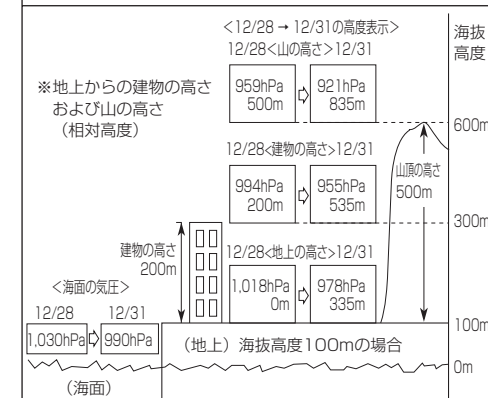 <12/28 → 12/31の高度表示>
12/28<山の高さ>12/31
959hPa
500m
921hPa
835m
海抜
高度
※地上からの建物の高さ
および山の高さ
(相対高度)
600m
12/28<建物の高さ>12/31
994hPa
200m
955hPa
535m
山頂の高さ
500m
300m
建物の高さ
200m
12/28<地上の高さ>12/31
1,018hPa
0m
978hPa
335m
<海面の気圧>
12/28 12/31
1,030hPa 990hPa
(地上)海抜高度100mの場合
100m
0m
(海面)